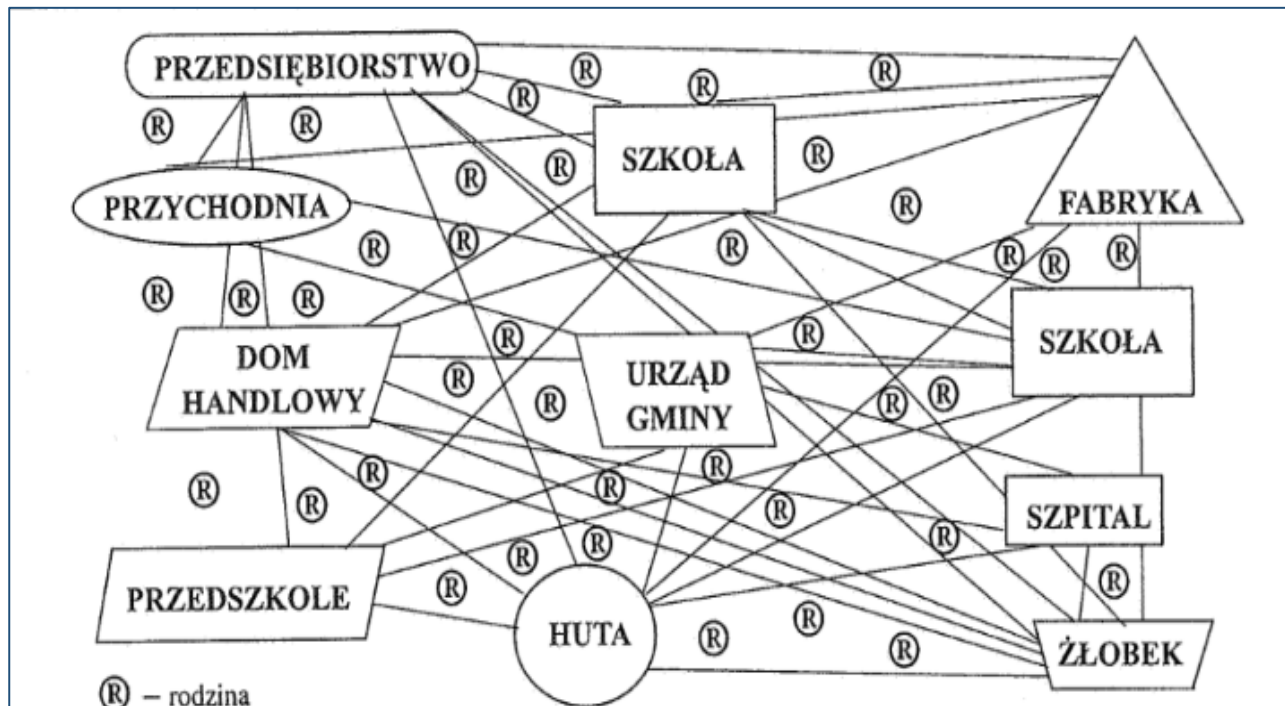 PRZEDSIĘBIORSTWO
® ® ® ®
® ®
SZKOŁA
® ® ®
PRZYCHODNIA
®
FABRYKA
® ® ® ® ® ®
® ® ®
® ®
SZKOŁA
DOM
HANDLOWY
®
®
URZĄD
GMINY
® ®
® ®
® ®
® ®
SZPITAL
® ® ®
® ®
PRZEDSZKOLE
HUTA
® ® ®
ŻŁOBEK
® – rodzina